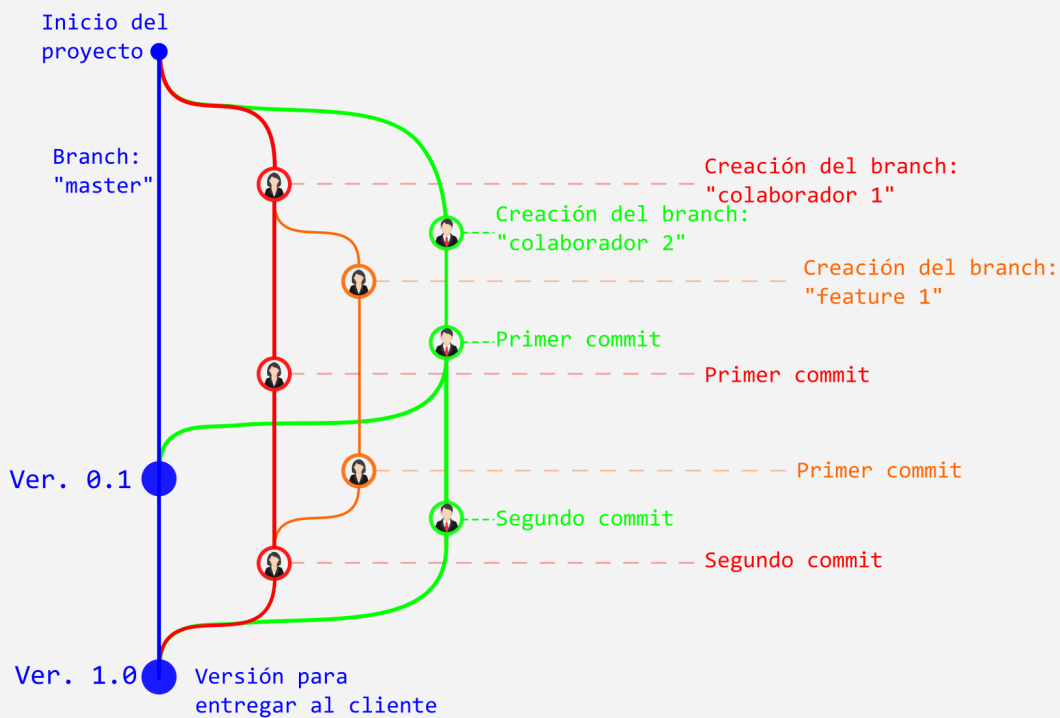 Inicio del
proyecto
Branch:
"master"
Creación del branch:
"colaborador 1"
Creación del branch:
"colaborador 2"
Creación del branch:
"feature 1"
Primer commit
Primer commit
Ver. 0.1
Primer commit
Segundo commit
Segundo commit
Ver. 1.0
Versión para
entregar al cliente